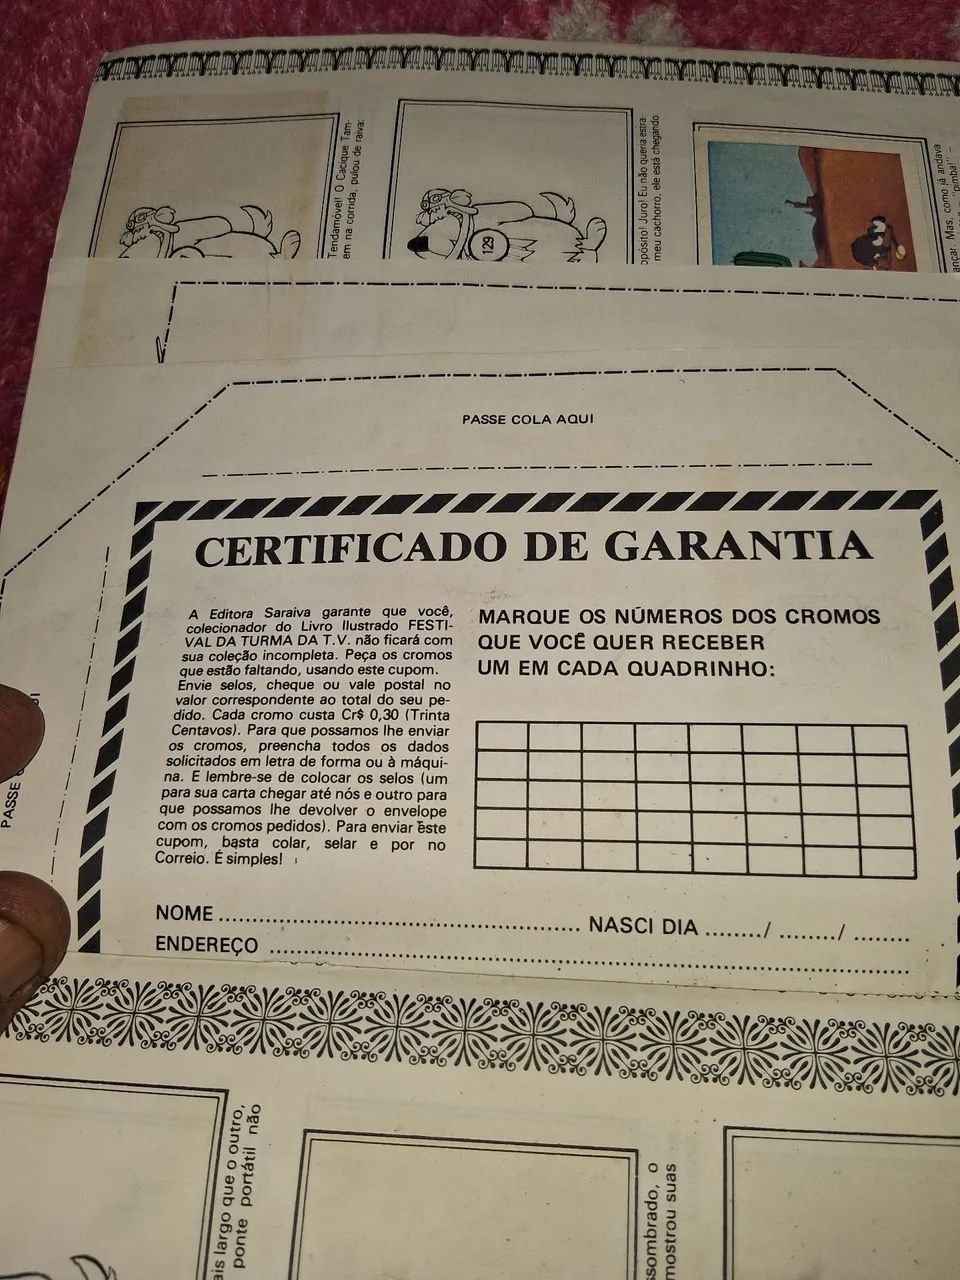 Tendamóvel! O Cacique Tam-
em na corrida, pulou de raiva:
129
opósito! Juro! Eu não queria estra-
meu cachorro, ele está chegando
ançar. Mas, como já andava
"pimba!" –
PASSE COLA AQUI
CERTIFICADO DE GARANTIA
A Editora Saraiva garante que você,
colecionador do Livro Ilustrado FESTI-
VAL DA TURMA DA T.V. não ficará com
sua coleção incompleta. Peça os cromos
que estão faltando, usando este cupom.
Envie selos, cheque ou vale postal no
valor correspondente ao total do seu pe-
dido. Cada cromo custa Cr$ 0,30 (Trinta
Centavos). Para que possamos lhe enviar
os cromos, preencha todos os dados
solicitados em letra de forma ou à máqui-
na. E lembre-se de colocar os selos (um
para sua carta chegar até nós e outro para
que possamos lhe devolver o envelope
com os cromos pedidos). Para enviar este
cupom, basta colar, selar e por no
Correio. É simples!
MARQUE OS NÚMEROS DOS CROMOS
QUE VOCÊ QUER RECEBER
UM EM CADA QUADRINHO:
PASSE
NOME ........................................................ NASCI DIA ......../ ......../ ........
ENDEREÇO ................................................................................................
ais largo que o outro,
ponte portátil não
ssombrado, o
mostrou suas